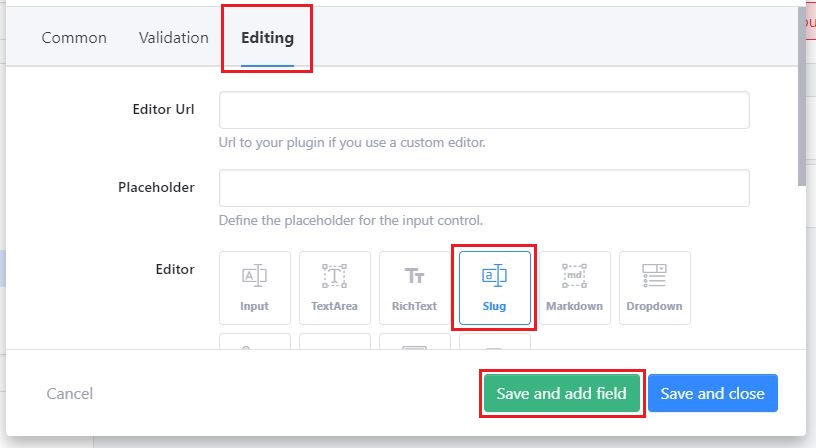 Common Validation Editing
Editor Url
Url to your plugin if you use a custom editor.
Placeholder
Define the placeholder for the input control.
Editor
Input TextArea RichText Slug Markdown Dropdown
Cancel Save and add field Save and close